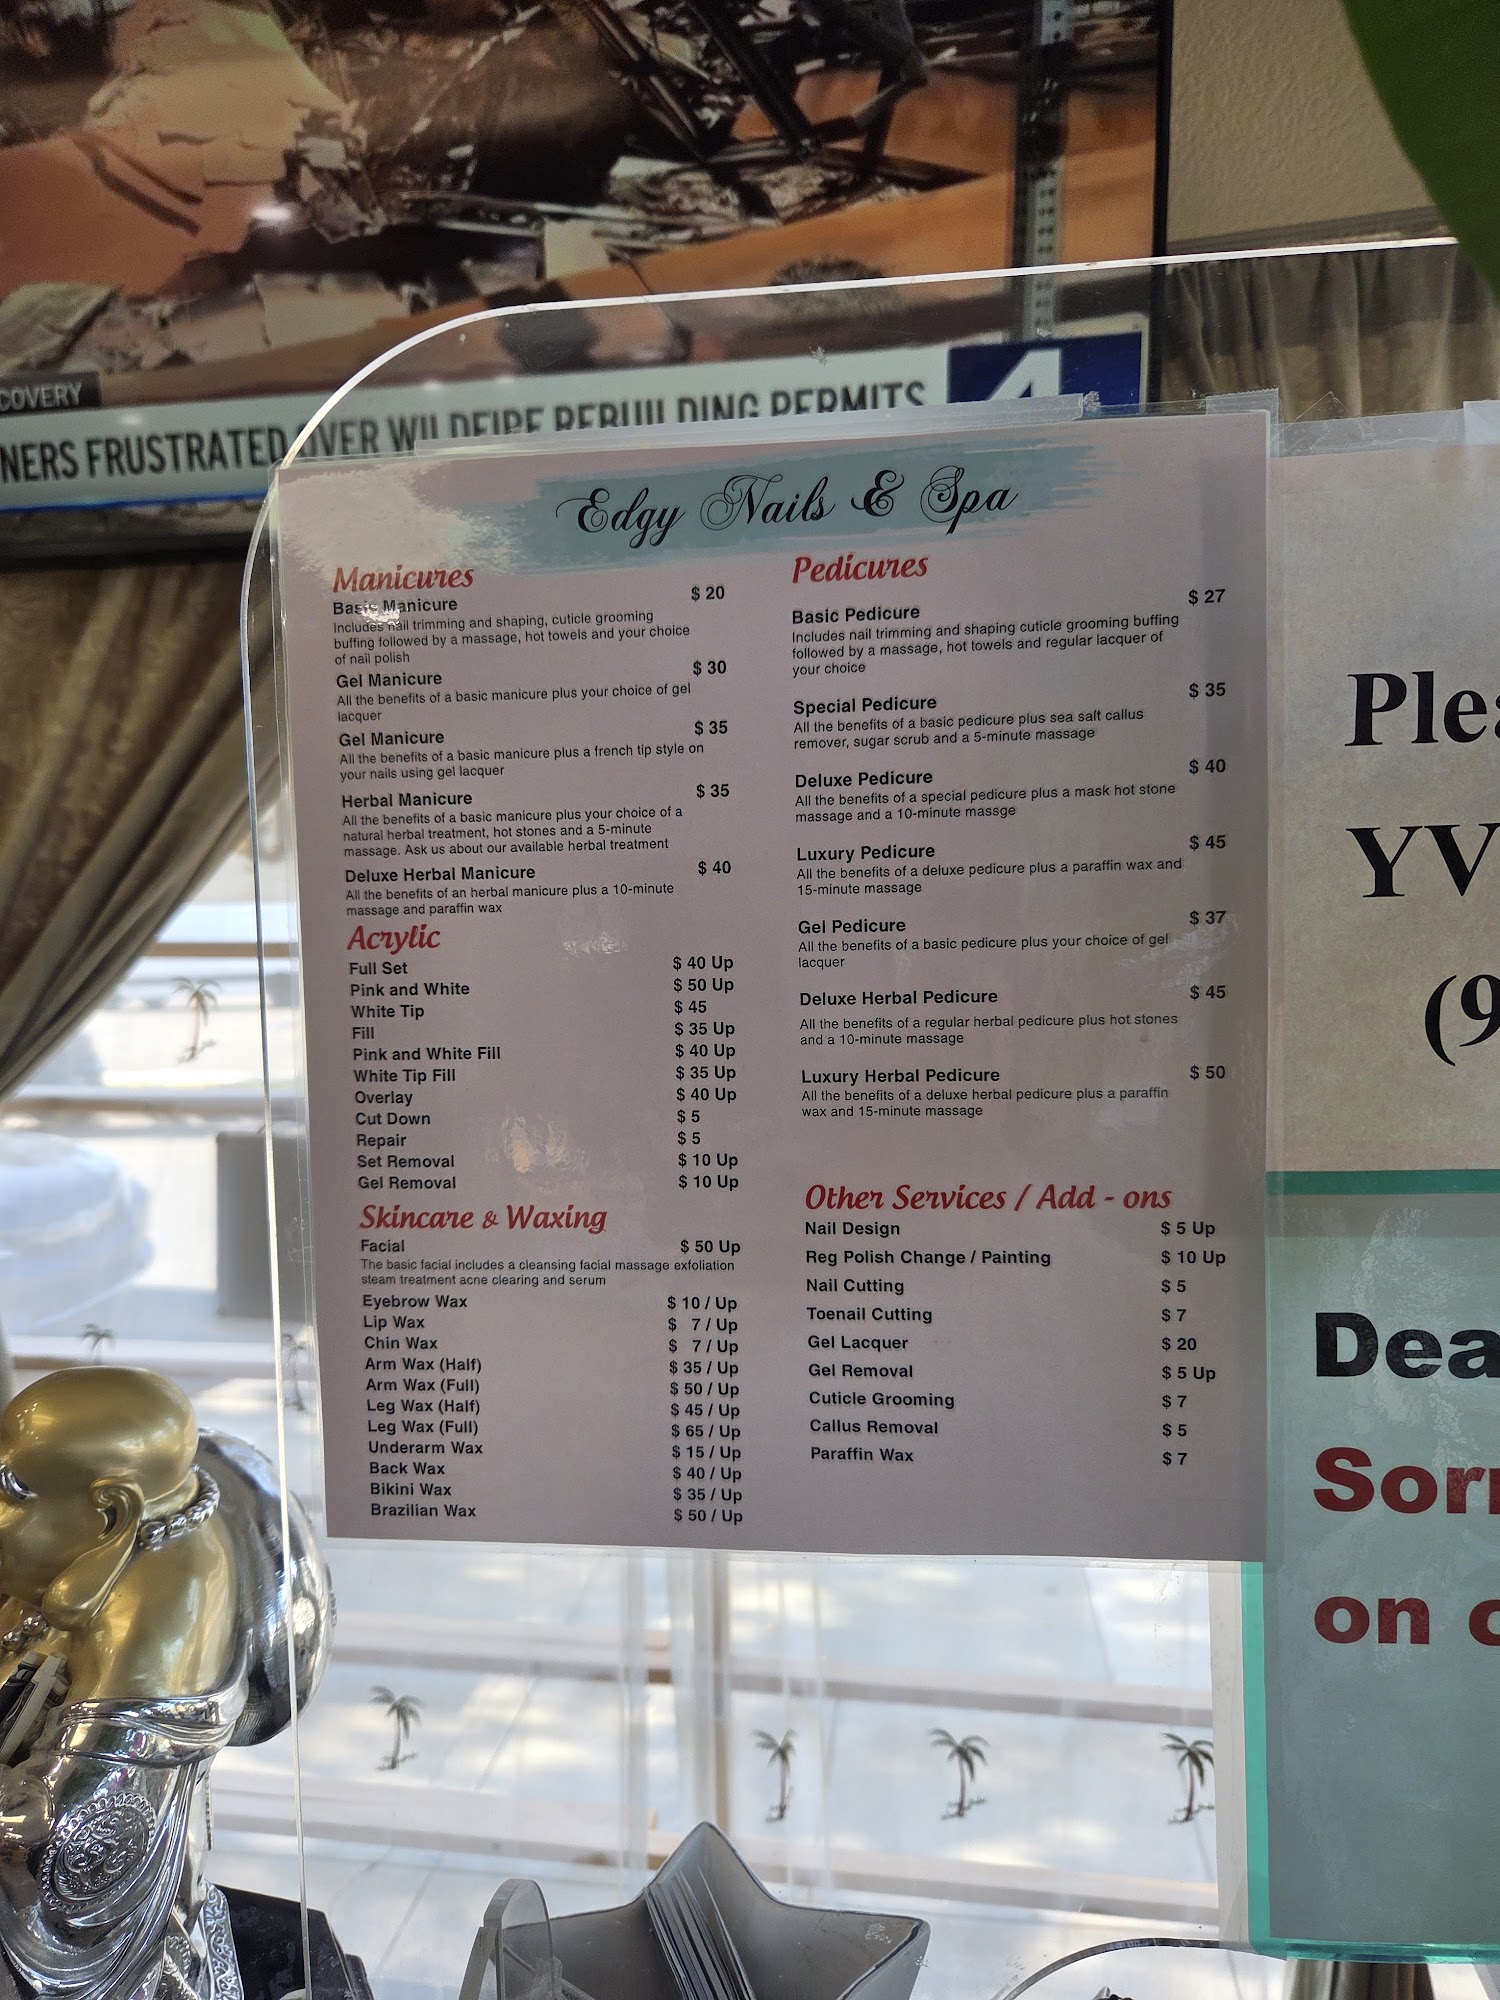 COVERY
NERS FRUSTRATED OVER WILDFIRE REBUILDING PERMITS
4
Edgy Nails & Spa
Manicures
Basic Manicure $ 20
Includes nail trimming and shaping, cuticle grooming
buffing followed by a massage, hot towels and your choice
of nail polish
Gel Manicure $ 30
All the benefits of a basic manicure plus your choice of gel
lacquer
Gel Manicure $ 35
All the benefits of a basic manicure plus a french tip style on
your nails using gel lacquer
Herbal Manicure $ 35
All the benefits of a basic manicure plus your choice of a
natural herbal treatment, hot stones and a 5-minute
massage. Ask us about our available herbal treatment
Deluxe Herbal Manicure $ 40
All the benefits of an herbal manicure plus a 10-minute
massage and paraffin wax
Acrylic
Full Set $ 40 Up
Pink and White $ 50 Up
White Tip $ 45
Fill $ 35 Up
Pink and White Fill $ 40 Up
White Tip Fill $ 35 Up
Overlay $ 40 Up
Cut Down $ 5
Repair $ 5
Set Removal $ 10 Up
Gel Removal $ 10 Up
Skincare & Waxing
Facial $ 50 Up
The basic facial includes a cleansing facial massage exfoliation
steam treatment acne clearing and serum
Eyebrow Wax $ 10 / Up
Lip Wax $ 7 / Up
Chin Wax $ 7 / Up
Arm Wax (Half) $ 35 / Up
Arm Wax (Full) $ 50 / Up
Leg Wax (Half) $ 45 / Up
Leg Wax (Full) $ 65 / Up
Underarm Wax $ 15 / Up
Back Wax $ 40 / Up
Bikini Wax $ 35 / Up
Brazilian Wax $ 50 / Up
Pedicures
Basic Pedicure $ 27
Includes nail trimming and shaping cuticle grooming buffing
followed by a massage, hot towels and regular lacquer of
your choice
Special Pedicure $ 35
All the benefits of a basic pedicure plus sea salt callus
remover, sugar scrub and a 5-minute massage
Deluxe Pedicure $ 40
All the benefits of a special pedicure plus a mask hot stone
massage and a 10-minute massge
Luxury Pedicure $ 45
All the benefits of a deluxe pedicure plus a paraffin wax and
15-minute massage
Gel Pedicure $ 37
All the benefits of a basic pedicure plus your choice of gel
lacquer
Deluxe Herbal Pedicure $ 45
All the benefits of a regular herbal pedicure plus hot stones
and a 10-minute massage
Luxury Herbal Pedicure $ 50
All the benefits of a deluxe herbal pedicure plus a paraffin
wax and 15-minute massage
Other Services / Add - ons
Nail Design $ 5 Up
Reg Polish Change / Painting $ 10 Up
Nail Cutting $ 5
Toenail Cutting $ 7
Gel Lacquer $ 20
Gel Removal $ 5 Up
Cuticle Grooming $ 7
Callus Removal $ 5
Paraffin Wax $ 7
Plea
YV
(9
Dea
Sorr
on